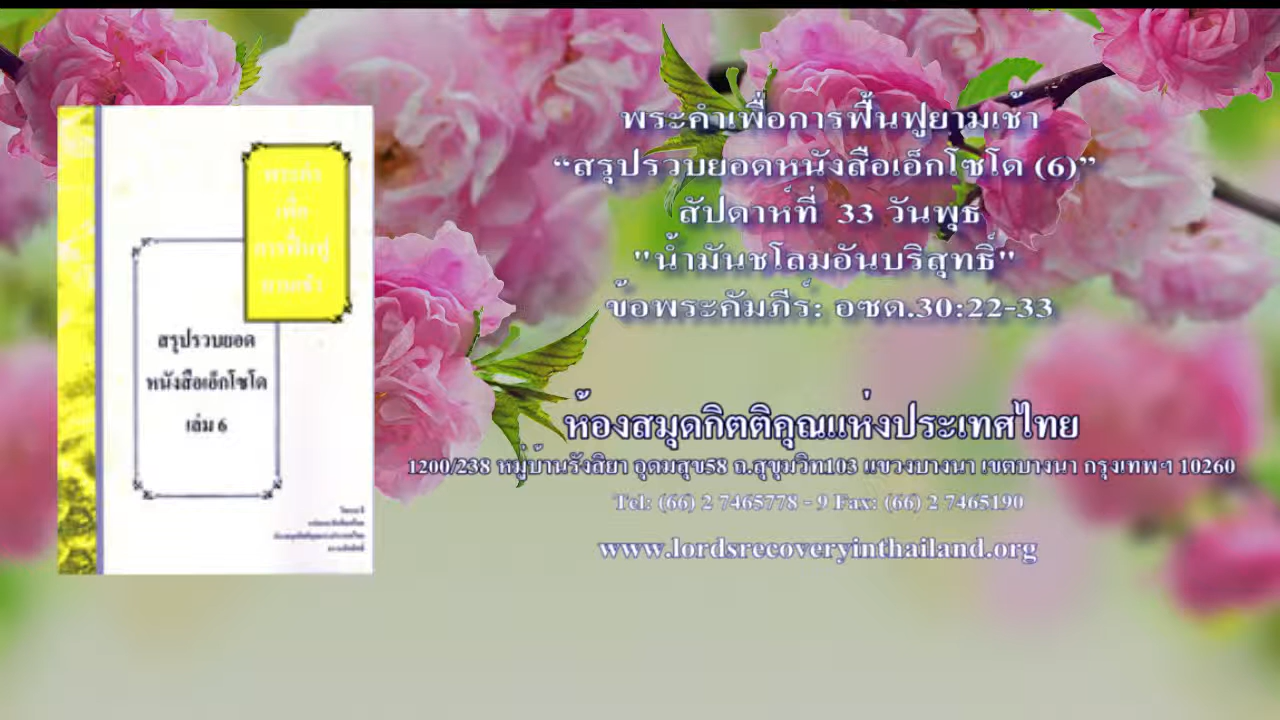 พระคำ
เพื่อ
การฟื้นฟู
ยามเช้า
สรุปรวบยอด
หนังสือเอ็กโซโด
เล่ม 6
พระคำเพื่อการฟื้นฟูยามเช้า
“สรุปรวบยอดหนังสือเอ็กโซโด (6)”
สัปดาห์ที่ 33 วันพุธ
"น้ำมันชโลมอันบริสุทธิ์"
ข้อพระคัมภีร์: อซด.30:22-33
ห้องสมุดกิตติคุณแห่งประเทศไทย
1200/238 หมู่บ้านรังสิยา อุดมสุข58 ถ.สุขุมวิท103 แขวงบางนา เขตบางนา กรุงเทพฯ 10260
Tel: (66) 2 7465778 - 9 Fax: (66) 2 7465190
www.lordsrecoveryinthailand.org